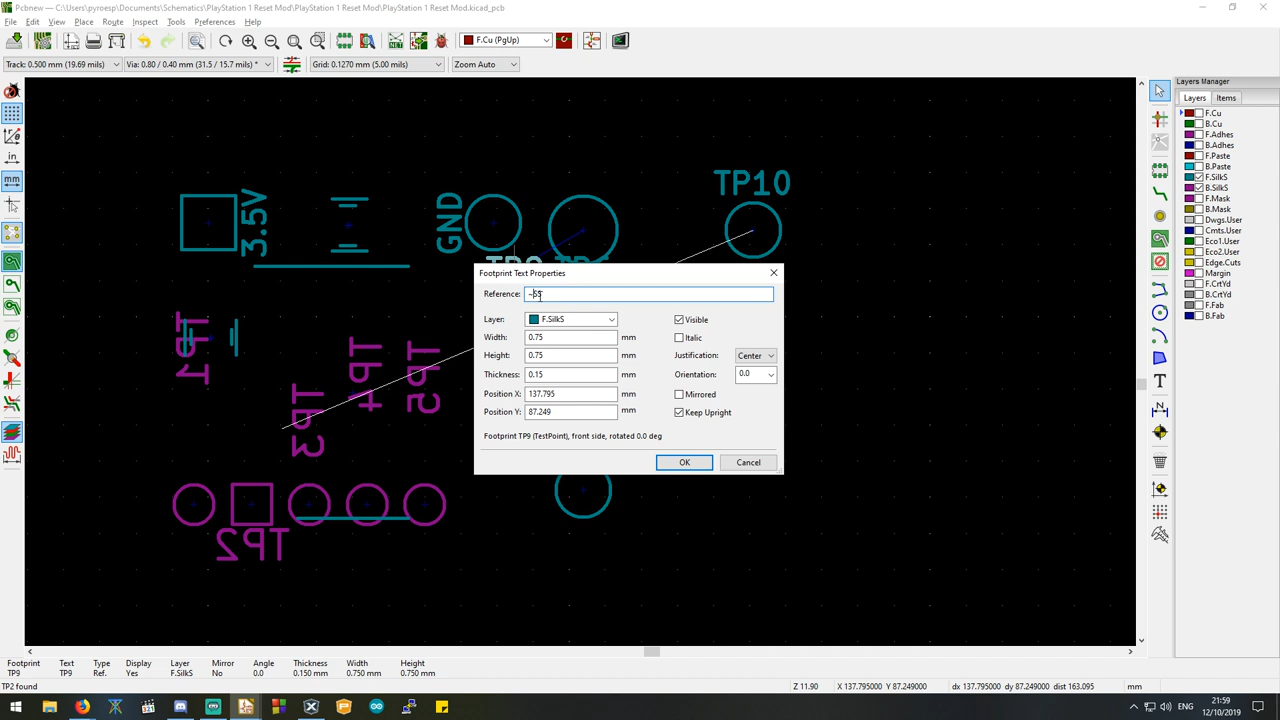 Pcbnew — C:\Users\pyroesp\Documents\Schematics\PlayStation 1 Reset Mod\PlayStation 1 Reset Mod\PlayStation 1 Reset Mod.kicad_pcb
File Edit View Place Route Inspect Tools Preferences Help
F.Cu (PgUp)
Track: 0.500 mm (19.69 mils) Via: 0.80 / 0.40 mm (31.5 / 15.7 mils) * Grid: 0.1270 mm (5.00 mils) Zoom Auto
Layers Manager
Layers Items
F.Cu
B.Cu
F.Adhes
B.Adhes
F.Paste
B.Paste
F.SilkS
B.SilkS
F.Mask
B.Mask
Dwgs.User
Cmts.User
Eco1.User
Eco2.User
Edge.Cuts
Margin
F.CrtYd
B.CrtYd
F.Fab
B.Fab
in
mm
3.5V
GND
TP10
TP1
TP3
TP4
TP5
TP2
Footprint Text Properties
Reference:
Layer: F.SilkS Visible
Width: 0.75 mm Italic
Height: 0.75 mm Justification: Center
Thickness: 0.15 mm Orientation: 0.0
Position X: 137.795 mm Mirrored
Position Y: 87.249 mm Keep Upright
Footprint TP9 (TestPoint), front side, rotated 0.0 deg
OK Cancel
Footprint Text Type Display Layer Mirror Angle Thickness Width Height
TP9 TP9 Ref. Yes F.SilkS No 0.0 0.150 mm 0.750 mm 0.750 mm
TP2 found Z 11.90 X 137.795000 Y 87.249000 dx 137.795000 dy 87.249000 dist 163.095 mm
ENG 21:59
12/10/2019